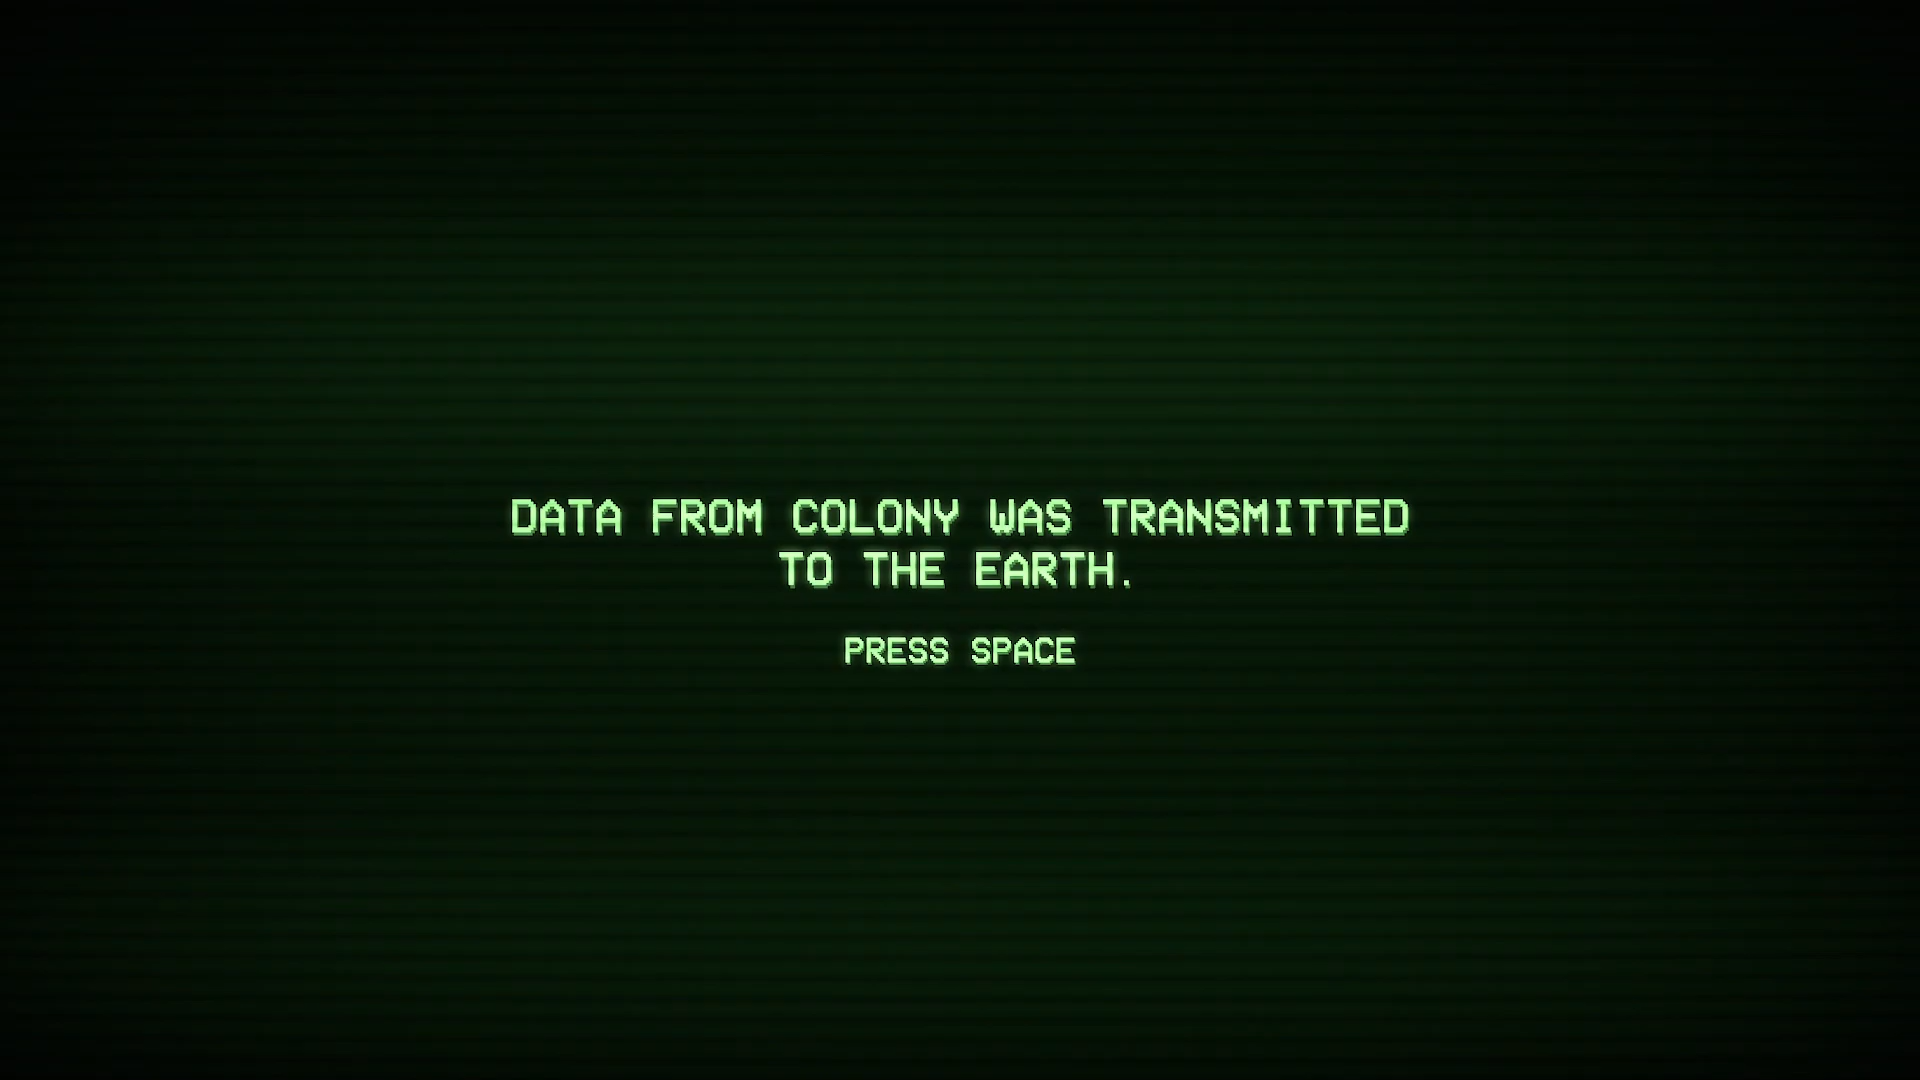 DATA FROM COLONY WAS TRANSMITTED
TO THE EARTH.
PRESS SPACE